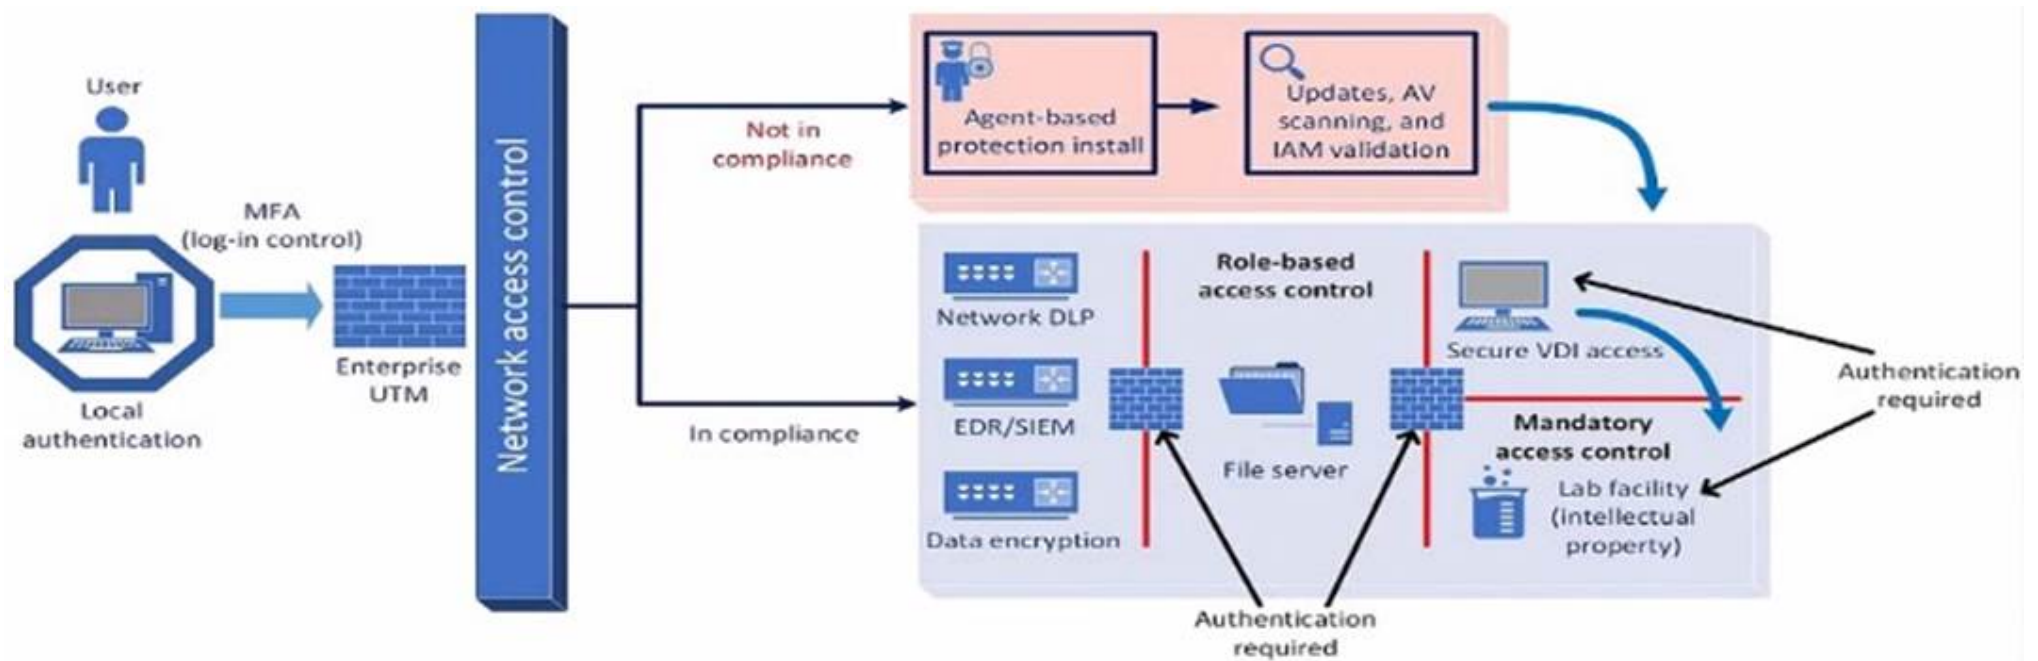 User
MFA
(log-in control)
Local
authentication
Enterprise
UTM
Network access control
Not in
compliance
In compliance
Agent-based
protection install
Updates, AV
scanning, and
IAM validation
Network DLP
EDR/SIEM
Data encryption
Role-based
access control
File server
Secure VDI access
Mandatory
access control
Lab facility
(intellectual
property)
Authentication
required
Authentication
required